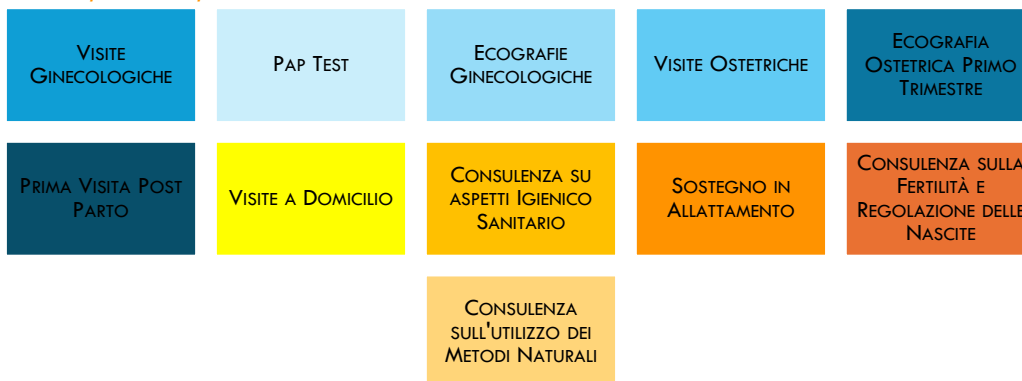 Visite
Ginecologiche
Pap Test
Ecografie
Ginecologiche
Visite Ostetriche
Ecografia
Ostetrica Primo
Trimestre
Prima Visita Post
Parto
Visite a Domicilio
Consulenza su
aspetti Igienico
Sanitario
Sostegno in
Allattamento
Consulenza sulla
Fertilità e
Regolazione delle
Nascite
Consulenza
sull'utilizzo dei
Metodi Naturali